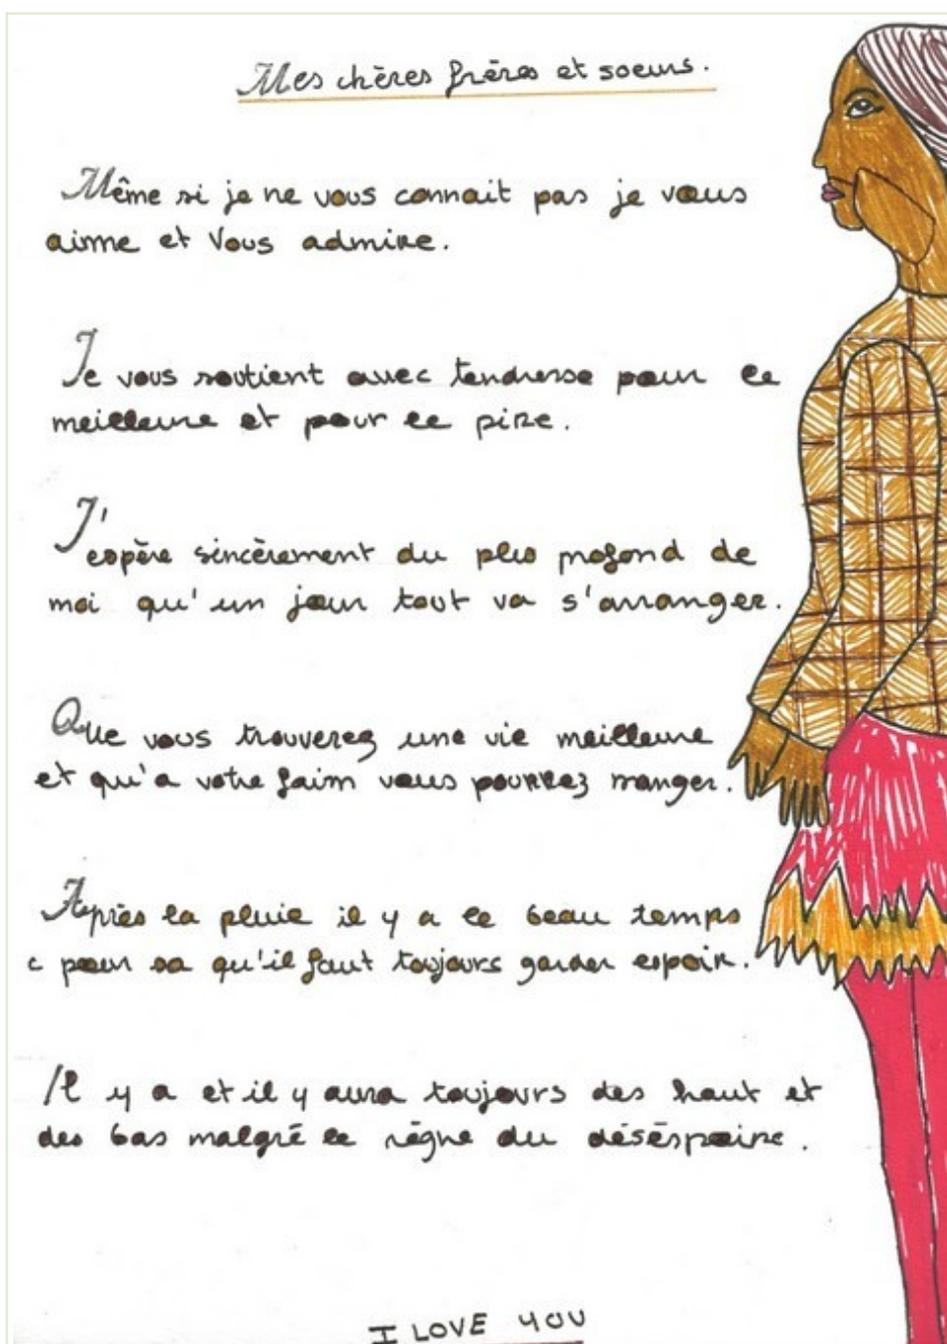 Mes chères frères et soeurs.
Même si je ne vous connait pas je vous
aime et Vous admire.
Je vous soutient avec tendresse pour le
meilleure et pour le pire.
J'espère sincèrement du plus profond de
moi qu'un jour tout va s'arranger.
Que vous trouverez une vie meilleure
et qu'a votre faim vous pourrez manger.
Après la pluie il y a le beau temps
c pour sa qu'il faut toujours garder espoir.
Il y a et il y aura toujours des haut et
des bas malgré le règne du déséspoire.
I LOVE YOU